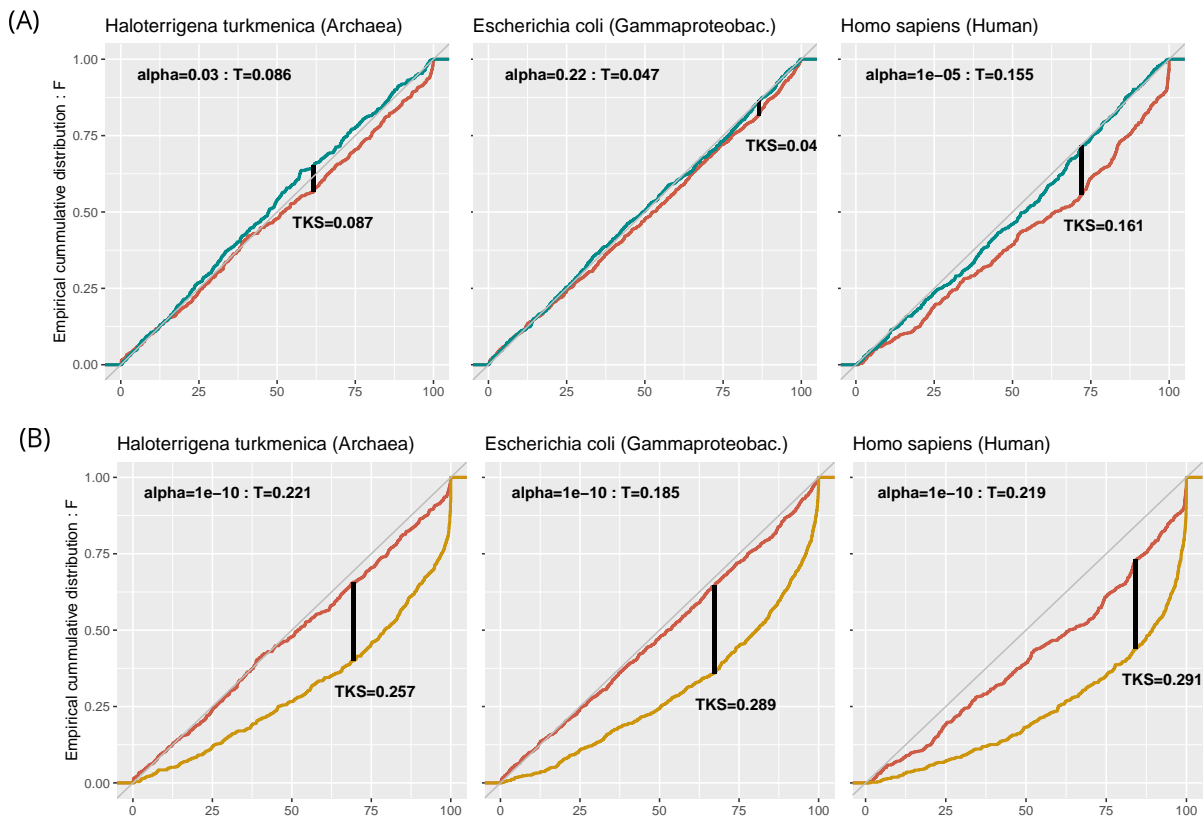 (A)
Haloterrigena turkmenica (Archaea)
Escherichia coli (Gammaproteobac.)
Homo sapiens (Human)
Empirical cummulative distribution : F
1.00
0.75
0.50
0.25
0.00
alpha=0.03 : T=0.086
TKS=0.087
alpha=0.22 : T=0.047
TKS=0.04
alpha=1e−05 : T=0.155
TKS=0.161
0 25 50 75 100
0 25 50 75 100
0 25 50 75 100
(B)
Haloterrigena turkmenica (Archaea)
Escherichia coli (Gammaproteobac.)
Homo sapiens (Human)
Empirical cummulative distribution : F
1.00
0.75
0.50
0.25
0.00
alpha=1e−10 : T=0.221
TKS=0.257
alpha=1e−10 : T=0.185
TKS=0.289
alpha=1e−10 : T=0.219
TKS=0.291
0 25 50 75 100
0 25 50 75 100
0 25 50 75 100